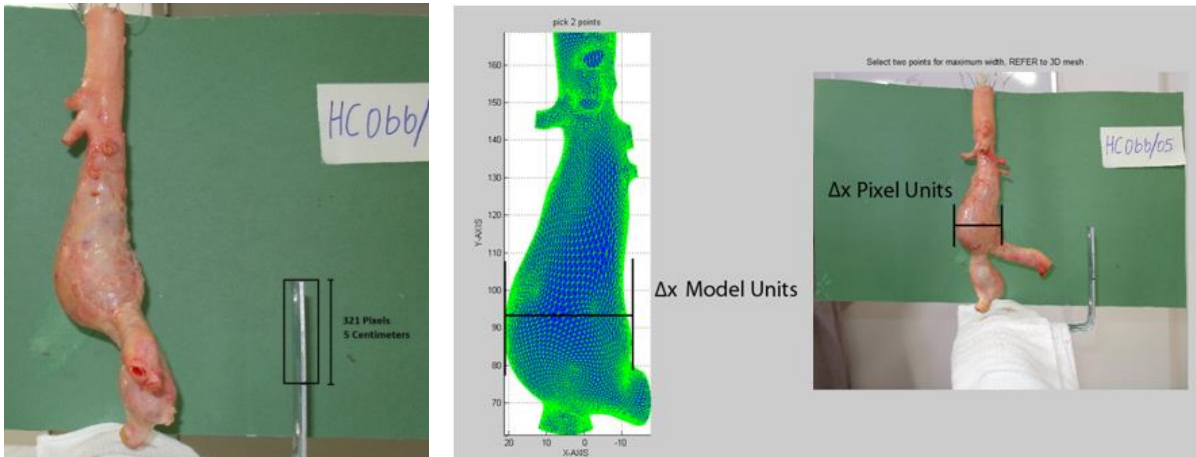 HC0bb/
321 Pixels
5 Centimeters
pick 2 points
160
150
140
130
120
110
100
90
80
70
20
10
0
-10
Y-AXIS
X-AXIS
Δx Model Units
Select two points for maximum width. REFER to 3D mesh
HC0bb/05
Δx Pixel Units